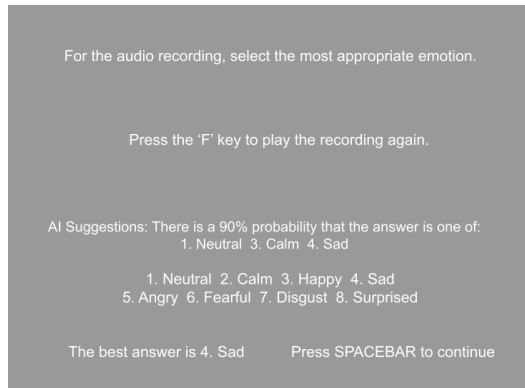 For the audio recording, select the most appropriate emotion.
Press the ‘F’ key to play the recording again.
AI Suggestions: There is a 90% probability that the answer is one of:
1. Neutral 3. Calm 4. Sad
1. Neutral 2. Calm 3. Happy 4. Sad
5. Angry 6. Fearful 7. Disgust 8. Surprised
The best answer is 4. Sad Press SPACEBAR to continue